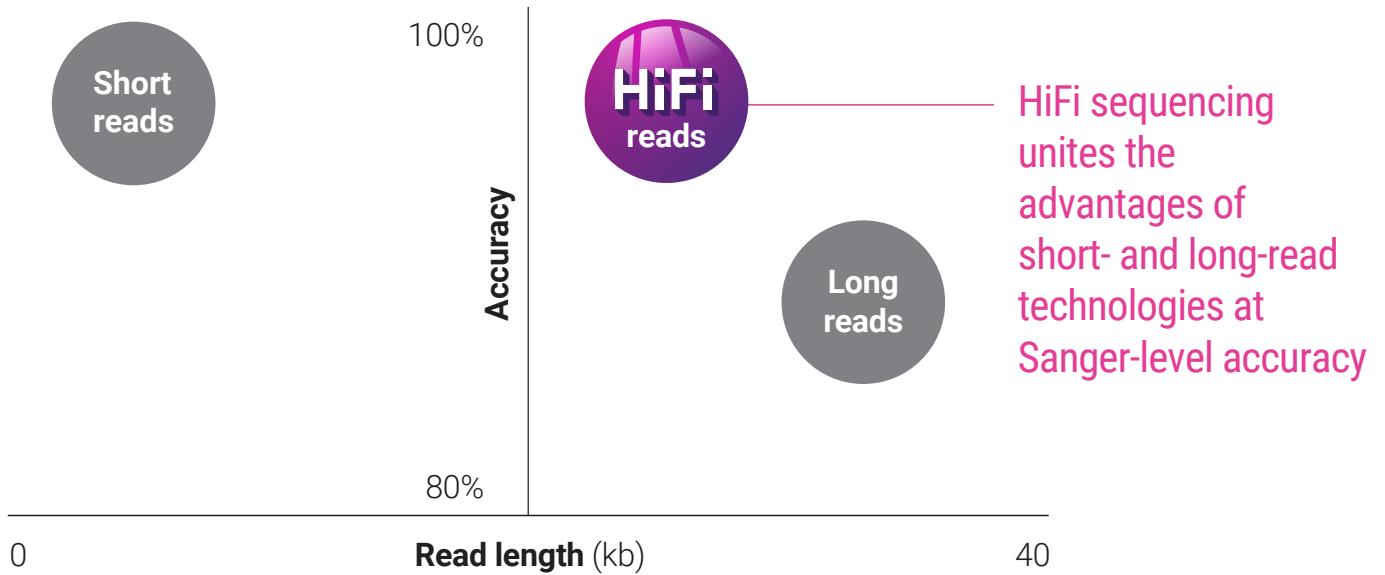 100%
Short
reads
HiFi
reads
HiFi sequencing
unites the
advantages of
short- and long-read
technologies at
Sanger-level accuracy
Accuracy
Long
reads
80%
0
Read length (kb)
40